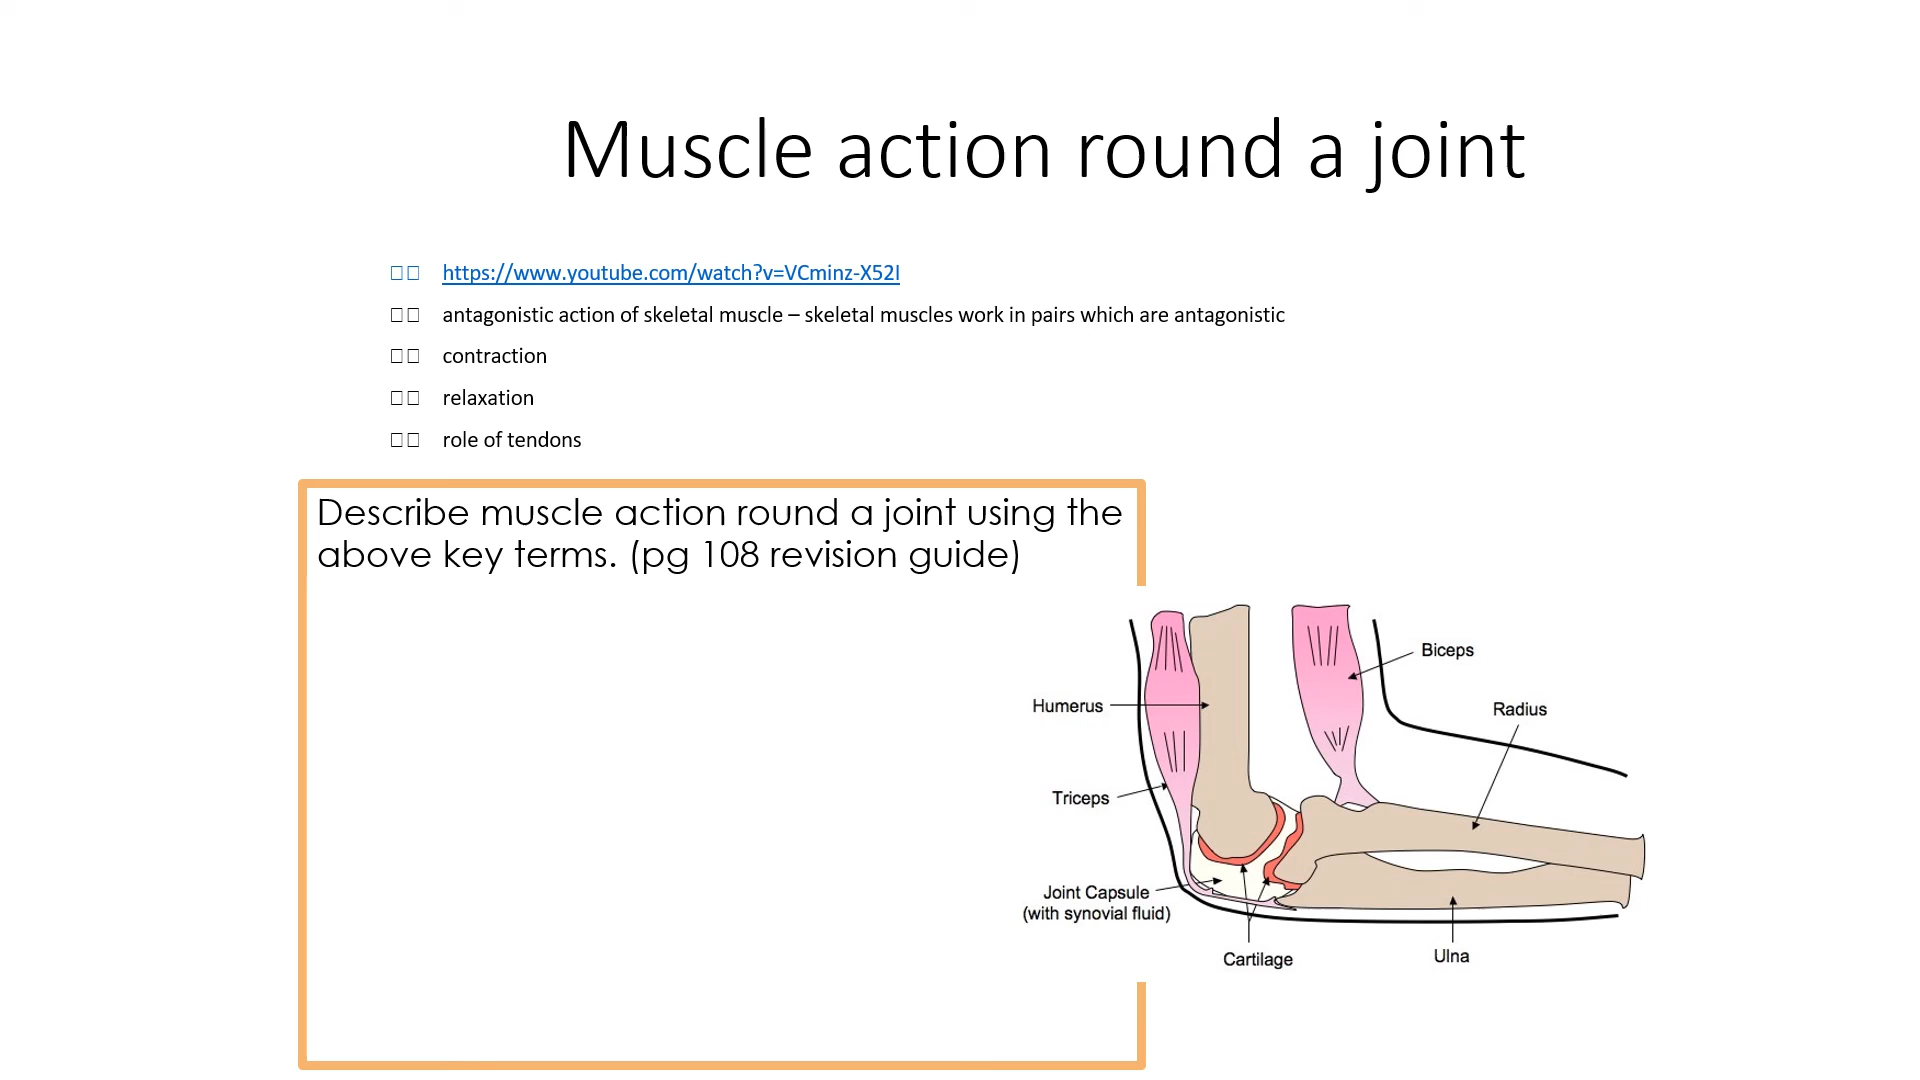 Muscle action round a joint
https://www.youtube.com/watch?v=VCminz-X52I
antagonistic action of skeletal muscle – skeletal muscles work in pairs which are antagonistic
contraction
relaxation
role of tendons
Describe muscle action round a joint using the
above key terms. (pg 108 revision guide)
Biceps
Humerus
Radius
Triceps
Joint Capsule
(with synovial fluid)
Cartilage
Ulna